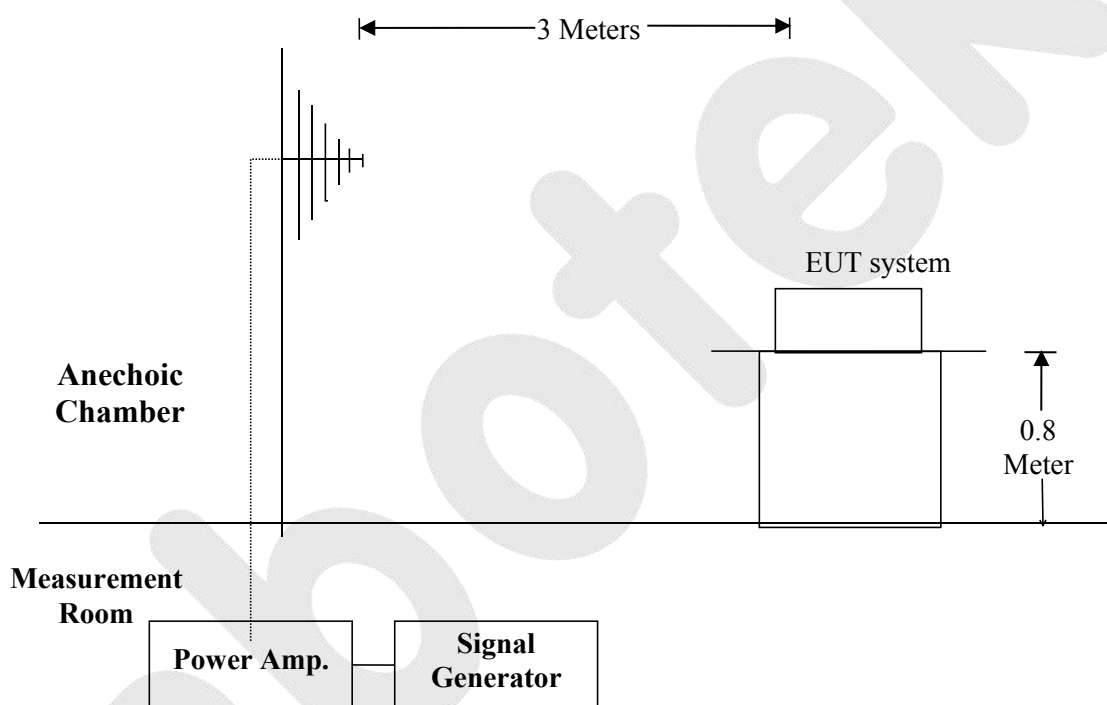 3 Meters
EUT system
Anechoic
Chamber
0.8
Meter
Measurement
Room
Power Amp.
Signal
Generator